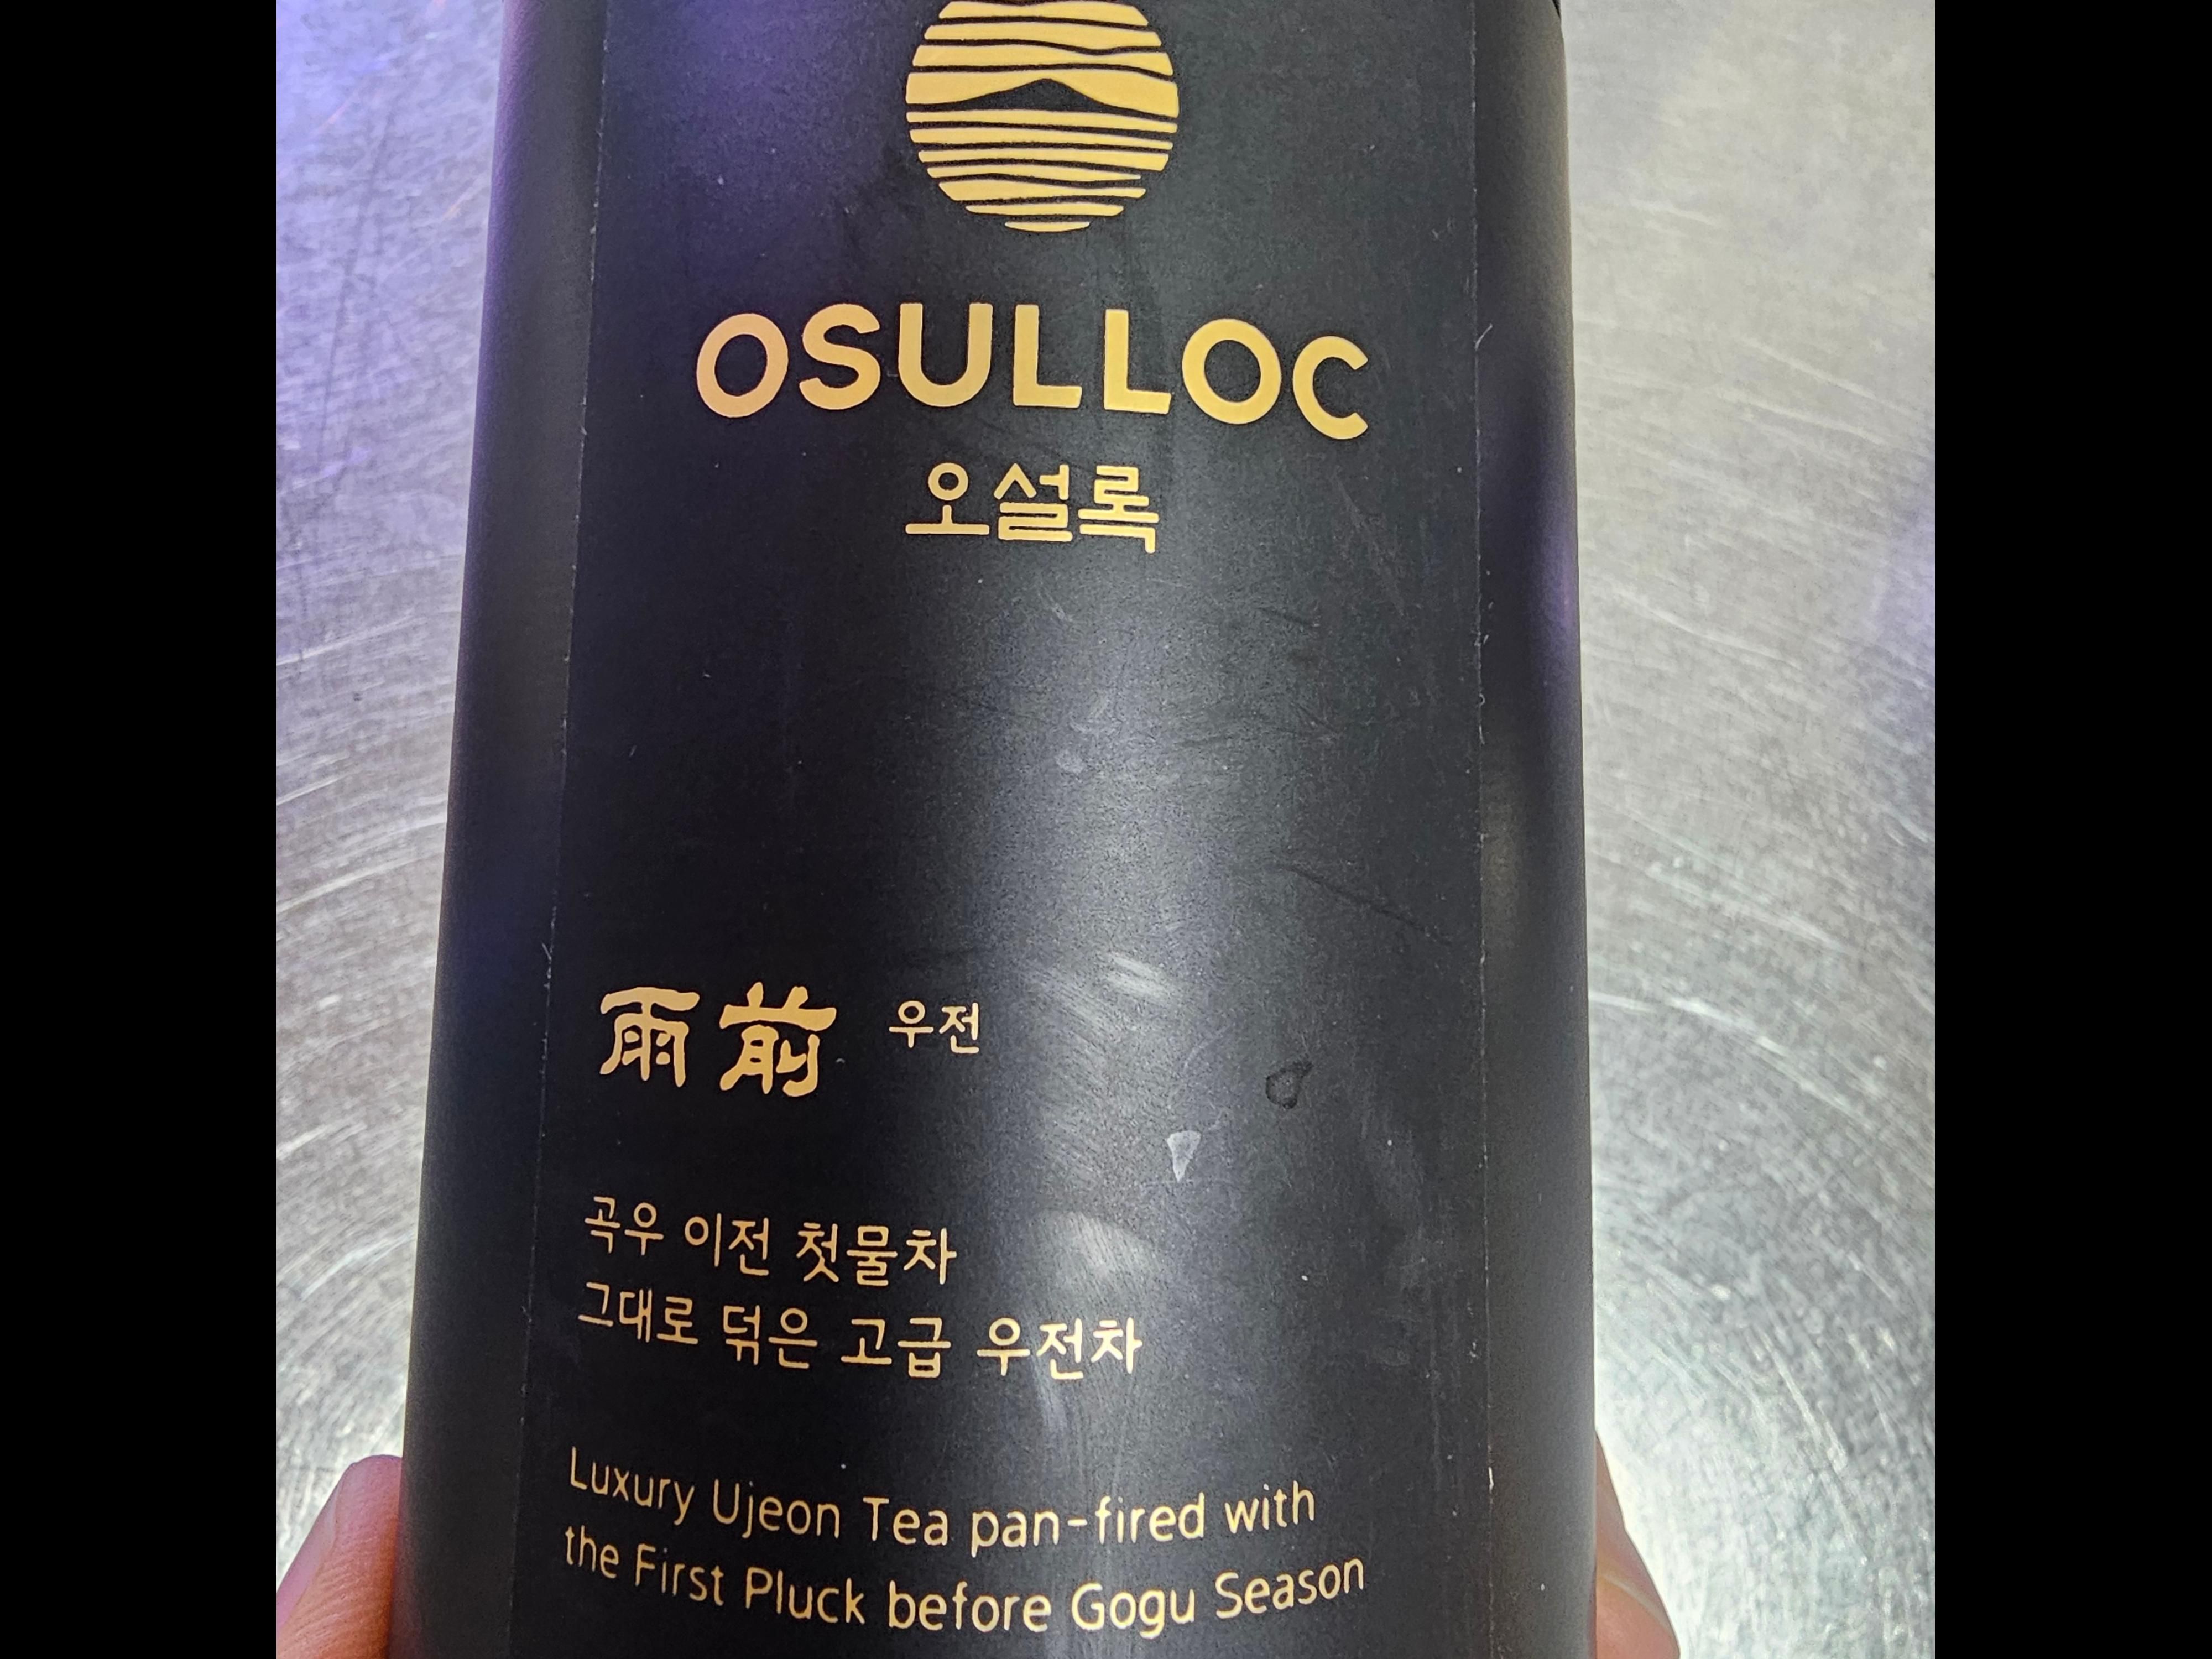 OSULLOC
오설록
雨前 우전
곡우 이전 첫물차
그대로 덖은 고급 우전차
Luxury Ujeon Tea pan-fired with
the First Pluck before Gogu Season